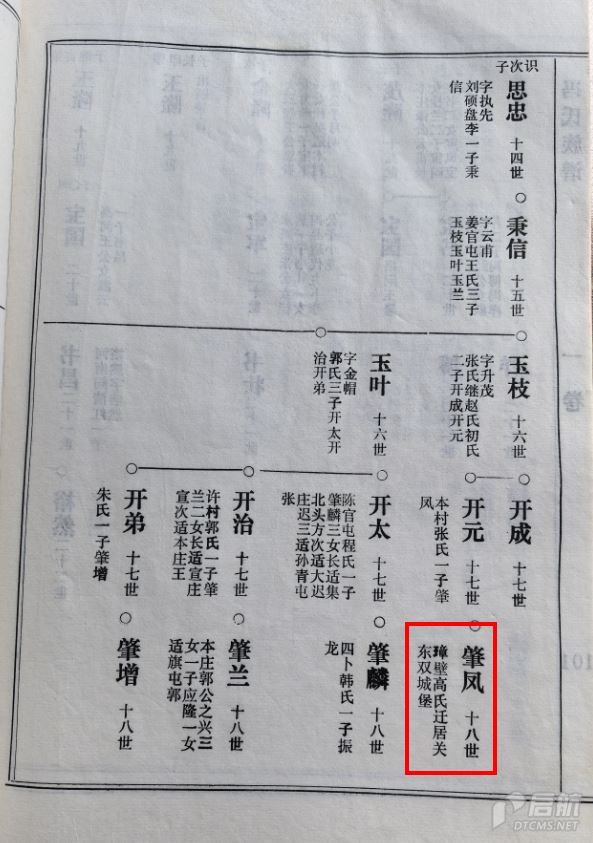 识次子
思忠 十四世
字执先
刘硕盘李一子秉
信
秉信 十五世
字云甫
姜官屯王氏三子
玉枝玉叶玉兰
玉枝 十六世
字升茂
张氏继赵氏初氏
二子开成开元
玉叶 十六世
字金帽
郭氏三子开太开
治开弟
开成 十七世
开元 十七世
本村张氏一子肇
凤
肇凤 十八世
璋壁高氏迁居关
东双城堡
开太 十七世
陈官屯程氏一子
肇麟三女长适集
北头方次适大迟
庄迟三适孙青屯
张
肇麟 十八世
四卜韩氏一子振
龙
开治 十七世
许村郭氏一子肇
兰二女长适宣庄
宣次适本庄王
肇兰 十八世
本庄郭公之兴三
女一子应隆一女
适旗屯郭
开弟 十七世
朱氏一子肇增
肇增 十八世
启航
DTCMS.NET